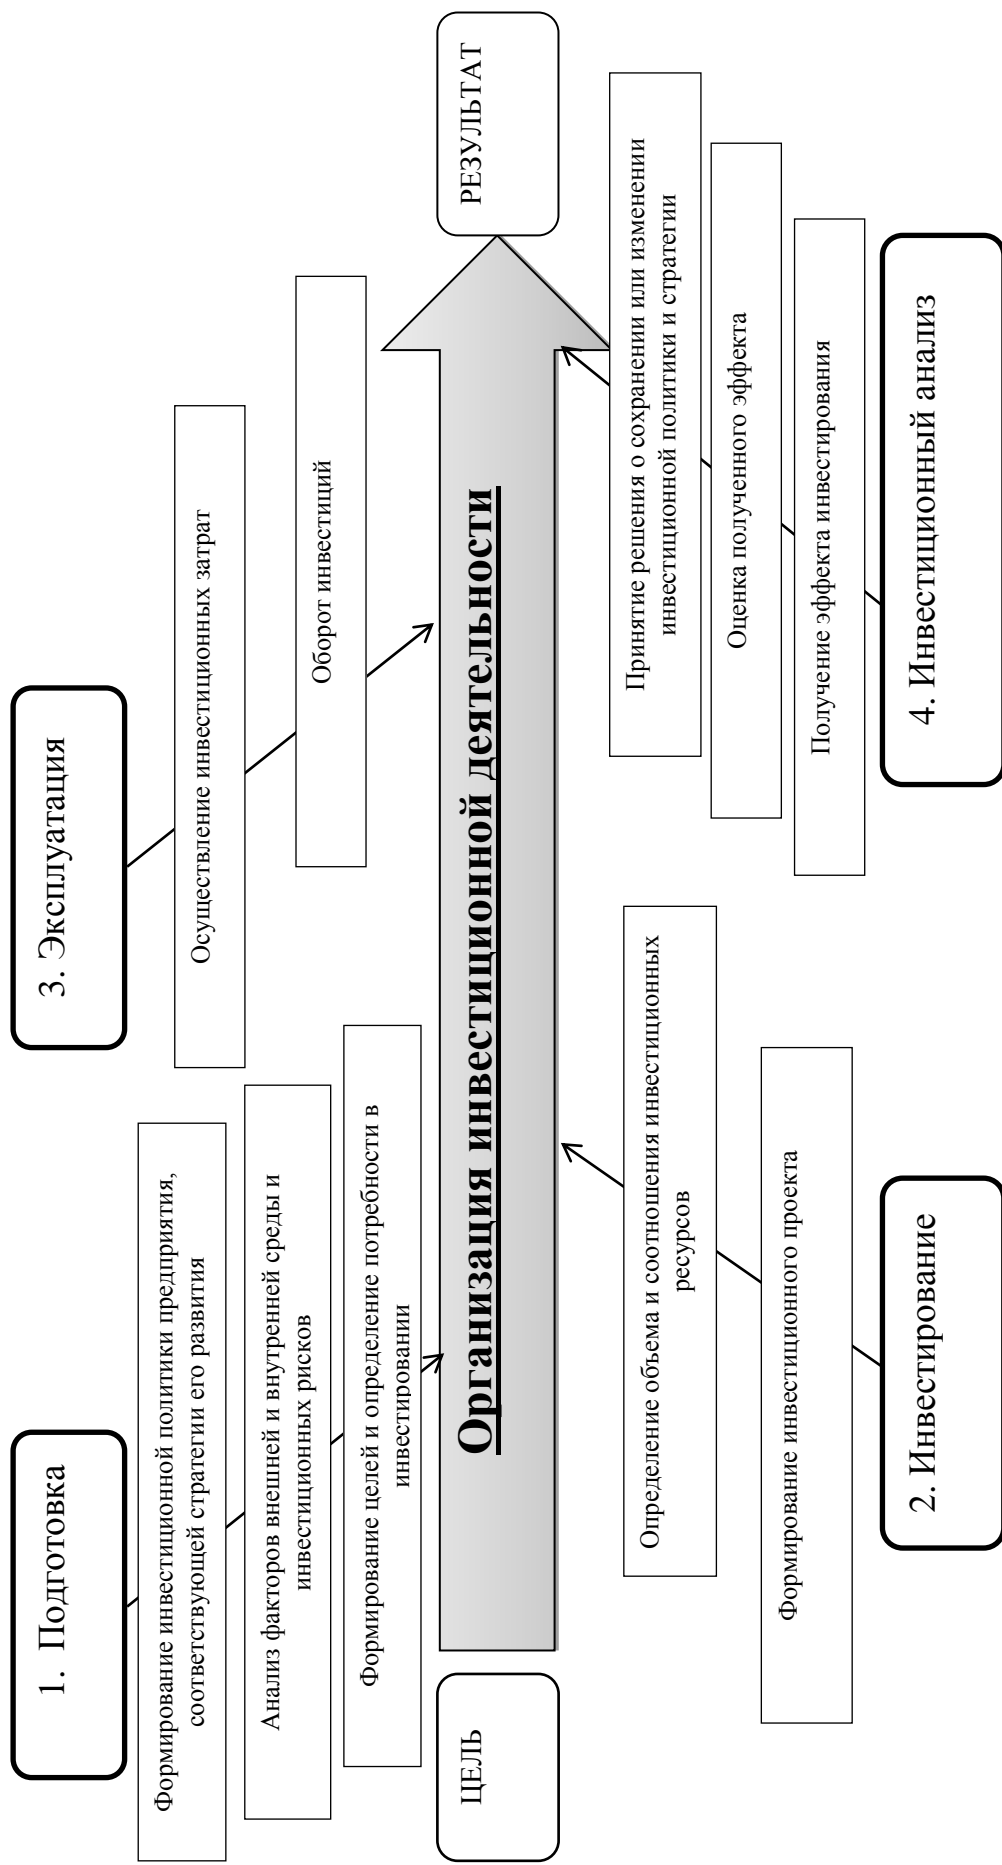 1. Подготовка
Формирование инвестиционной политики предприятия,
соответствующей стратегии его развития
Анализ факторов внешней и внутренней среды и
инвестиционных рисков
Формирование целей и определение потребности в
инвестировании
3. Эксплуатация
Осуществление инвестиционных затрат
Оборот инвестиций
ЦЕЛЬ
Организация инвестиционной деятельности
РЕЗУЛЬТАТ
Определение объема и соотношения инвестиционных
ресурсов
Формирование инвестиционного проекта
2. Инвестирование
Принятие решения о сохранении или изменении
инвестиционной политики и стратегии
Оценка полученного эффекта
Получение эффекта инвестирования
4. Инвестиционный анализ